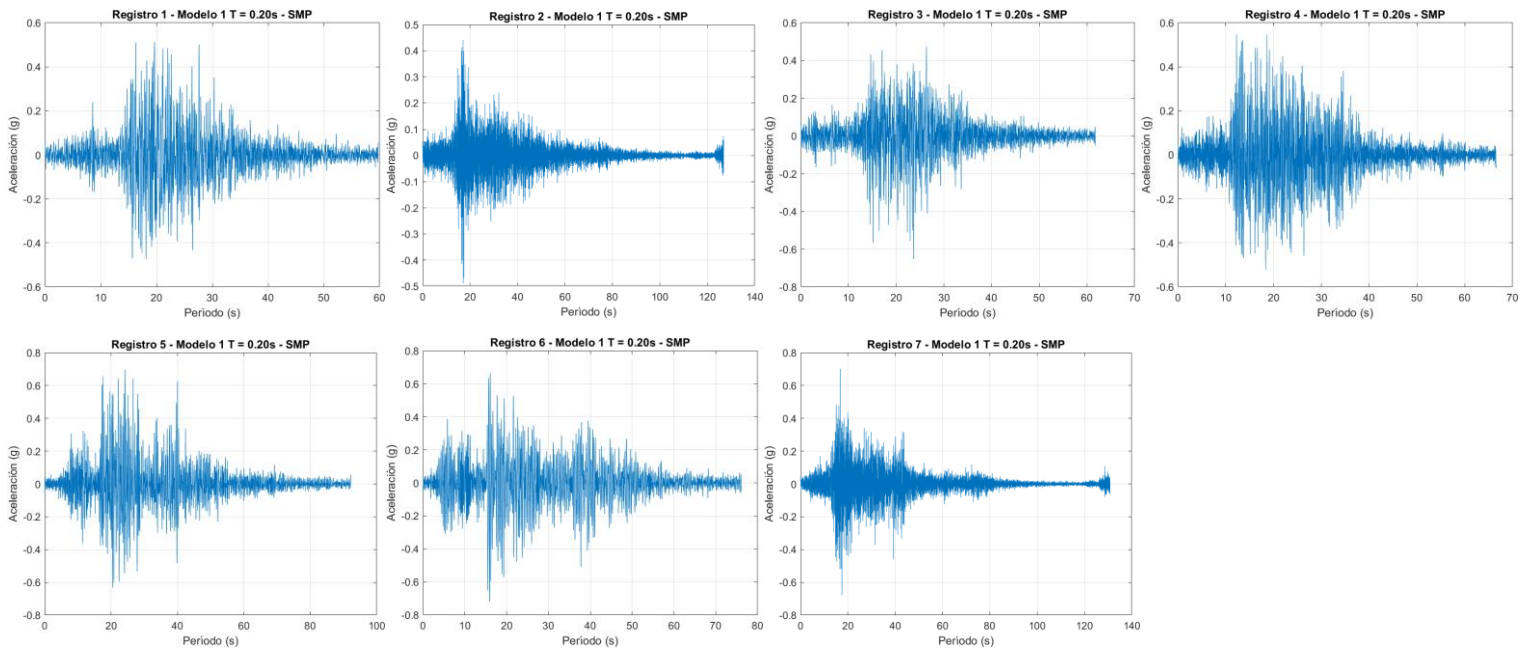 Registro 1 - Modelo 1 T = 0.20s - SMP
0.6
0.4
0.2
0
-0.2
-0.4
-0.6
Aceleración (g)
0 10 20 30 40 50 60
Periodo (s)
Registro 2 - Modelo 1 T = 0.20s - SMP
0.5
0.4
0.3
0.2
0.1
0
-0.1
-0.2
-0.3
-0.4
-0.5
Aceleración (g)
0 20 40 60 80 100 120 140
Periodo (s)
Registro 3 - Modelo 1 T = 0.20s - SMP
0.6
0.4
0.2
0
-0.2
-0.4
-0.6
-0.8
Aceleración (g)
0 10 20 30 40 50 60 70
Periodo (s)
Registro 4 - Modelo 1 T = 0.20s - SMP
0.6
0.4
0.2
0
-0.2
-0.4
-0.6
Aceleración (g)
0 10 20 30 40 50 60 70
Periodo (s)
Registro 5 - Modelo 1 T = 0.20s - SMP
0.8
0.6
0.4
0.2
0
-0.2
-0.4
-0.6
-0.8
Aceleración (g)
0 20 40 60 80 100
Periodo (s)
Registro 6 - Modelo 1 T = 0.20s - SMP
0.8
0.6
0.4
0.2
0
-0.2
-0.4
-0.6
-0.8
Aceleración (g)
0 10 20 30 40 50 60 70 80
Periodo (s)
Registro 7 - Modelo 1 T = 0.20s - SMP
0.8
0.6
0.4
0.2
0
-0.2
-0.4
-0.6
-0.8
Aceleración (g)
0 20 40 60 80 100 120 140
Periodo (s)